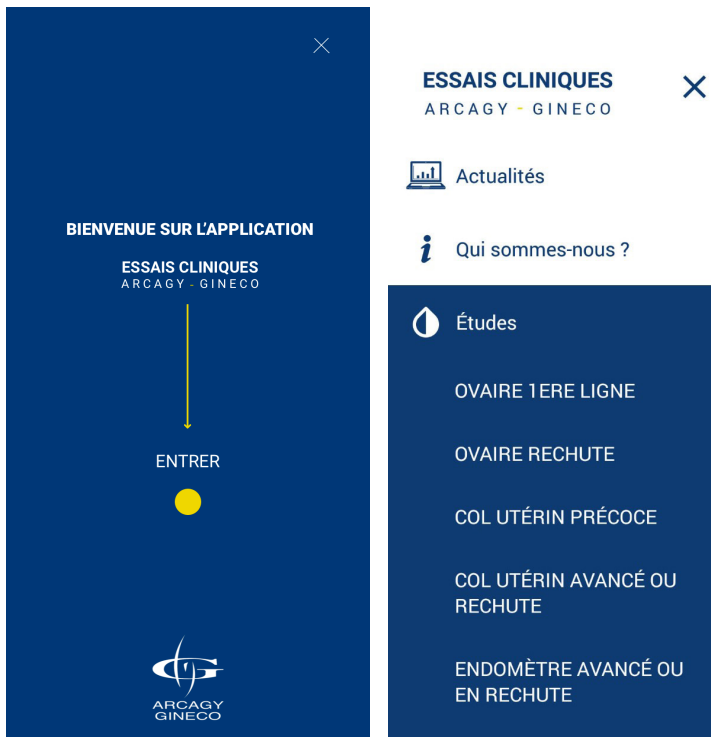 BIENVENUE SUR L'APPLICATION
ESSAIS CLINIQUES
ARCAGY - GINECO
ENTRER
ARCAGY
GINECO
ESSAIS CLINIQUES
ARCAGY - GINECO
Actualités
Qui sommes-nous ?
Études
OVAIRE 1ERE LIGNE
OVAIRE RECHUTE
COL UTÉRIN PRÉCOCE
COL UTÉRIN AVANCÉ OU
RECHUTE
ENDOMÈTRE AVANCÉ OU
EN RECHUTE